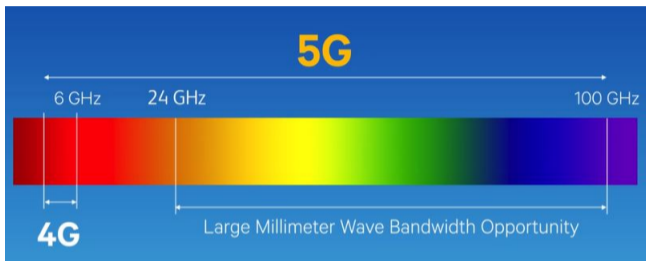 5G
6 GHz 24 GHz 100 GHz
4G
Large Millimeter Wave Bandwidth Opportunity